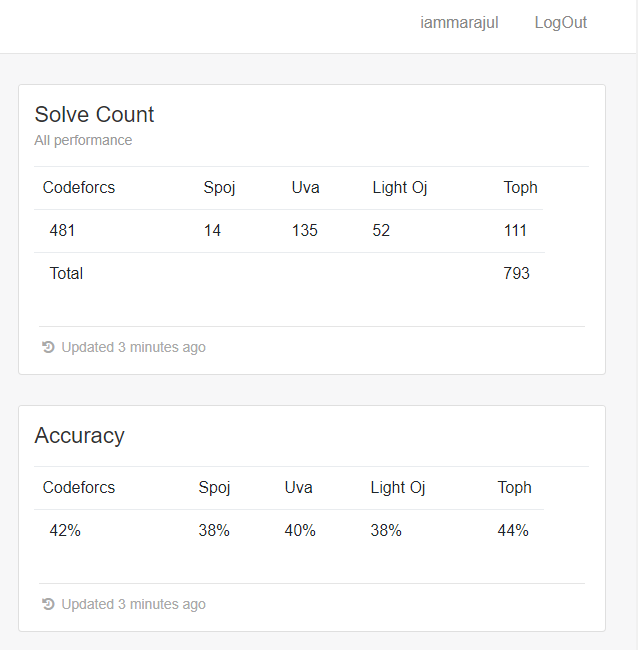 iammarajul LogOut
Solve Count
All performance
Codeforcs Spoj Uva Light Oj Toph
481 14 135 52 111
Total 793
Updated 3 minutes ago
Accuracy
Codeforcs Spoj Uva Light Oj Toph
42% 38% 40% 38% 44%
Updated 3 minutes ago